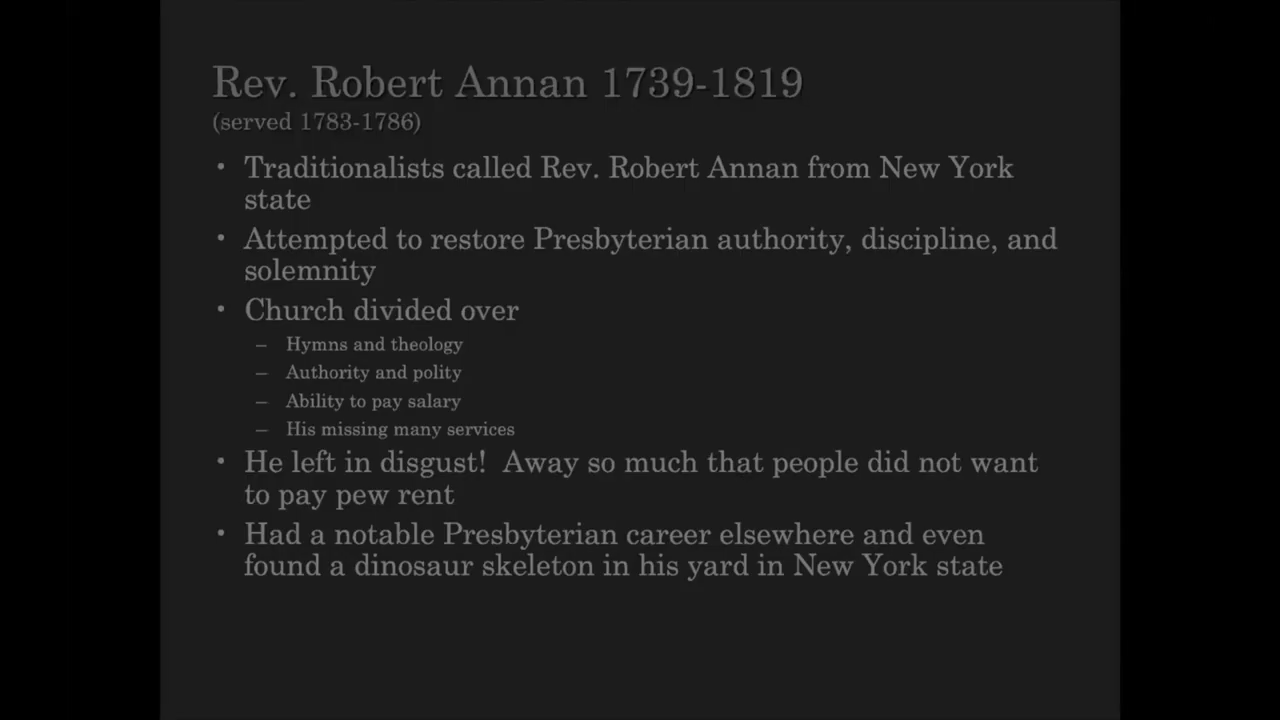 Rev. Robert Annan 1739-1819
(served 1783-1786)
• Traditionalists called Rev. Robert Annan from New York
state
• Attempted to restore Presbyterian authority, discipline, and
solemnity
• Church divided over
– Hymns and theology
– Authority and polity
– Ability to pay salary
– His missing many services
• He left in disgust!  Away so much that people did not want
to pay pew rent
• Had a notable Presbyterian career elsewhere and even
found a dinosaur skeleton in his yard in New York state